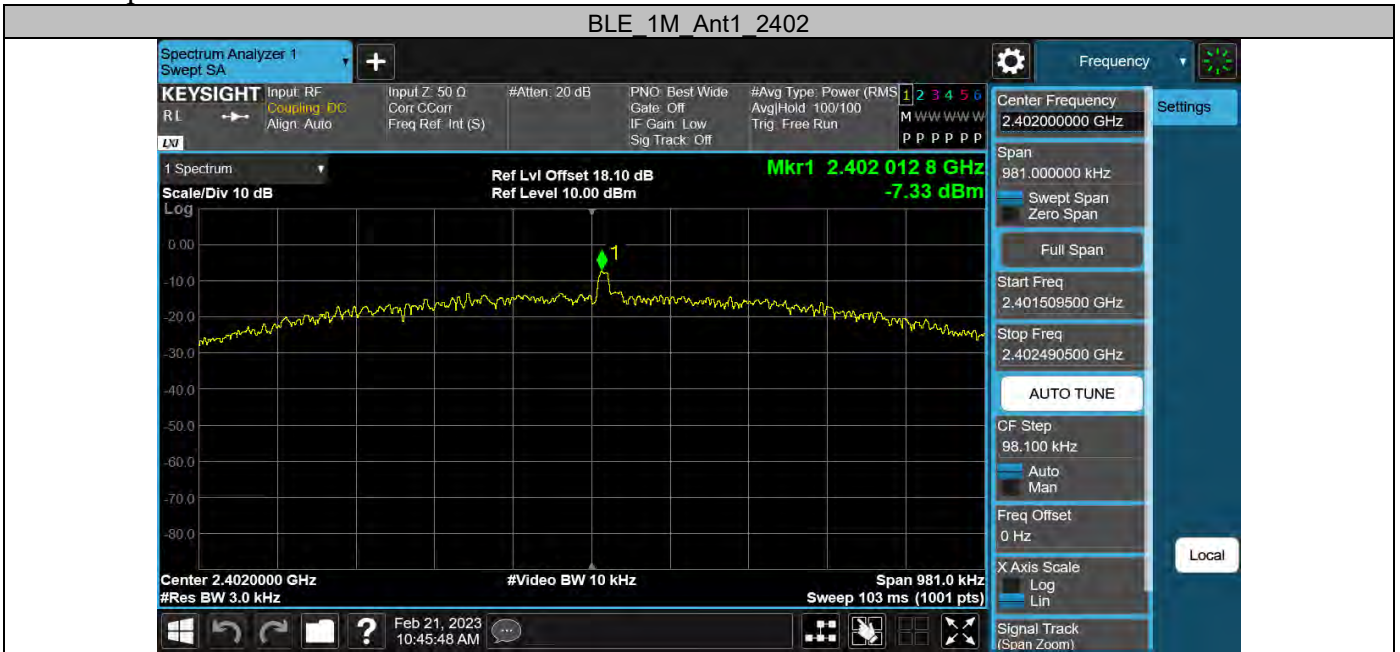 BLE_1M_Ant1_2402
Spectrum Analyzer 1
Swept SA
+
Frequency
KEYSIGHT
RL
LXI
Input: RF
Coupling: DC
Align: Auto
Input Z: 50 Ω
Corr CCorr
Freq Ref: Int (S)
#Atten: 20 dB
PNO: Best Wide
Gate: Off
IF Gain: Low
Sig Track: Off
#Avg Type: Power (RMS
Avg|Hold: 100/100
Trig: Free Run
1 2 3 4 5 6
M W W W W W
P P P P P P
1 Spectrum
Scale/Div 10 dB
Log
Ref Lvl Offset 18.10 dB
Ref Level 10.00 dBm
Mkr1 2.402 012 8 GHz
-7.33 dBm
1
0.00
-10.0
-20.0
-30.0
-40.0
-50.0
-60.0
-70.0
-80.0
Center 2.4020000 GHz
#Res BW 3.0 kHz
#Video BW 10 kHz
Span 981.0 kHz
Sweep 103 ms (1001 pts)
?
Feb 21, 2023
10:45:48 AM
Center Frequency
2.402000000 GHz
Settings
Span
981.000000 kHz
Swept Span
Zero Span
Full Span
Start Freq
2.401509500 GHz
Stop Freq
2.402490500 GHz
AUTO TUNE
CF Step
98.100 kHz
Auto
Man
Freq Offset
0 Hz
X Axis Scale
Log
Lin
Signal Track
(Span Zoom)
Local